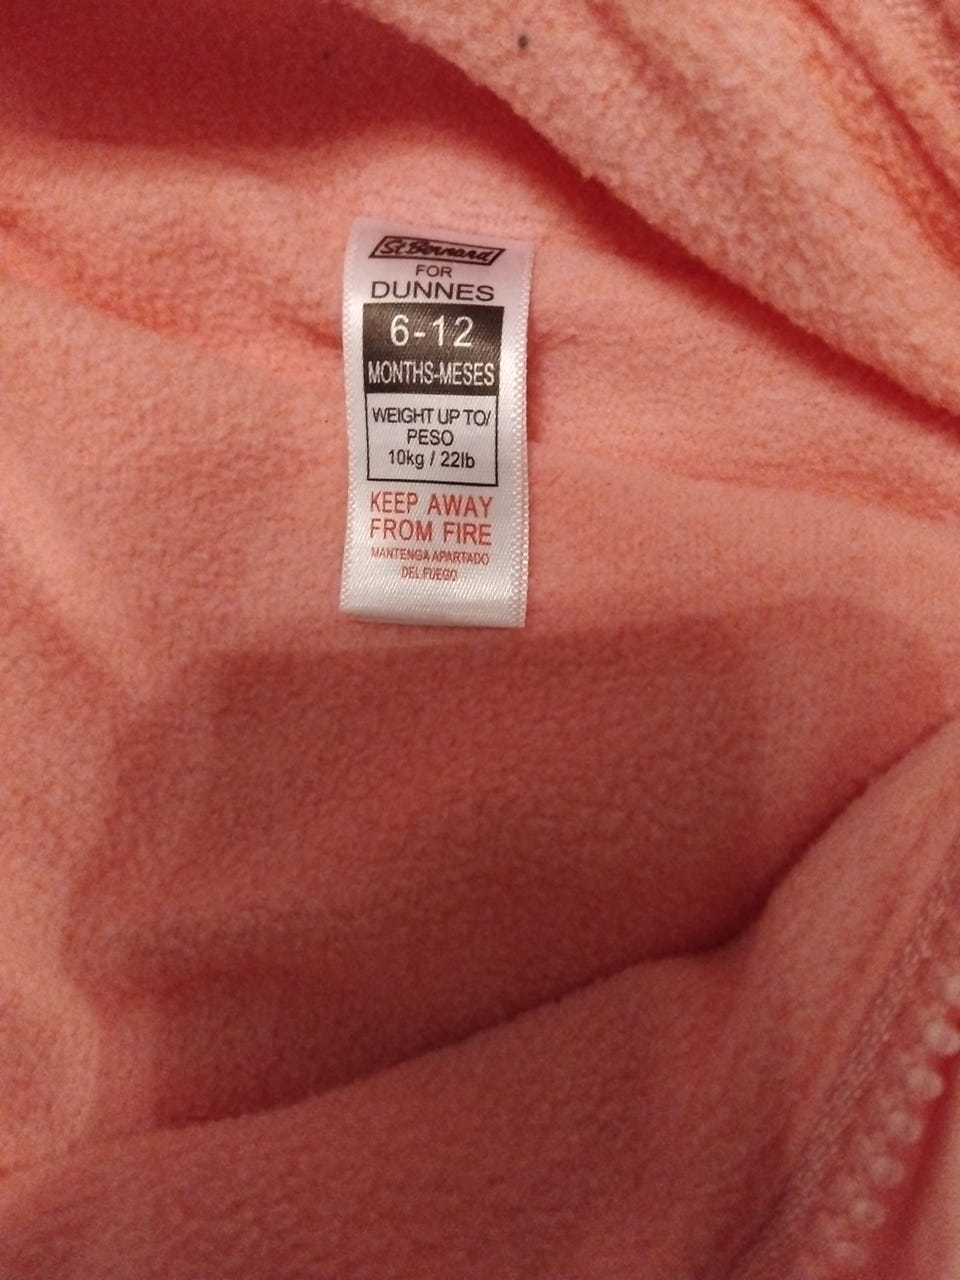 St.Bernard
FOR
DUNNES
6-12
MONTHS-MESES
WEIGHT UP TO/
PESO
10kg / 22lb
KEEP AWAY
FROM FIRE
MANTENGA APARTADO
DEL FUEGO